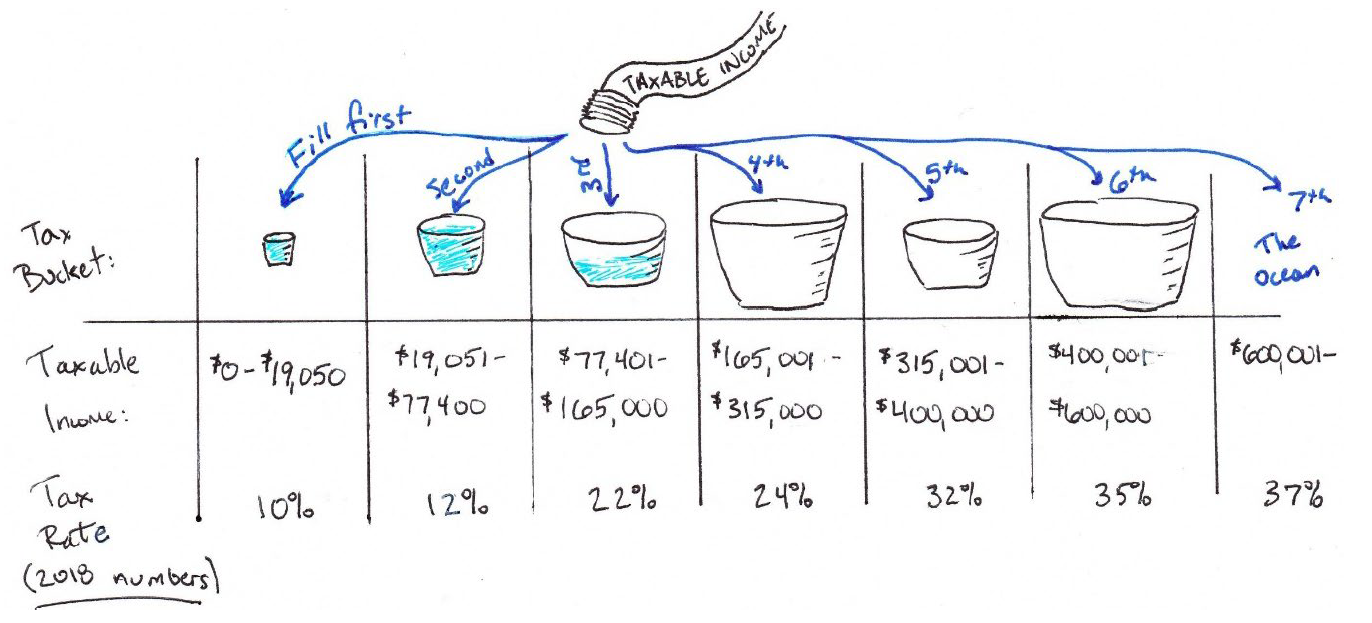 TAXABLE INCOME
Fill first
second
3rd
4th
5th
6th
7th
Tax
Bucket:
The
ocean
Taxable
Income:
$0-$19,050
$19,051-
$77,400
$77,401-
$165,000
$165,001-
$315,000
$315,001-
$400,000
$400,001-
$600,000
$600,001-
Tax
Rate
(2018 numbers)
10%
12%
22%
24%
32%
35%
37%